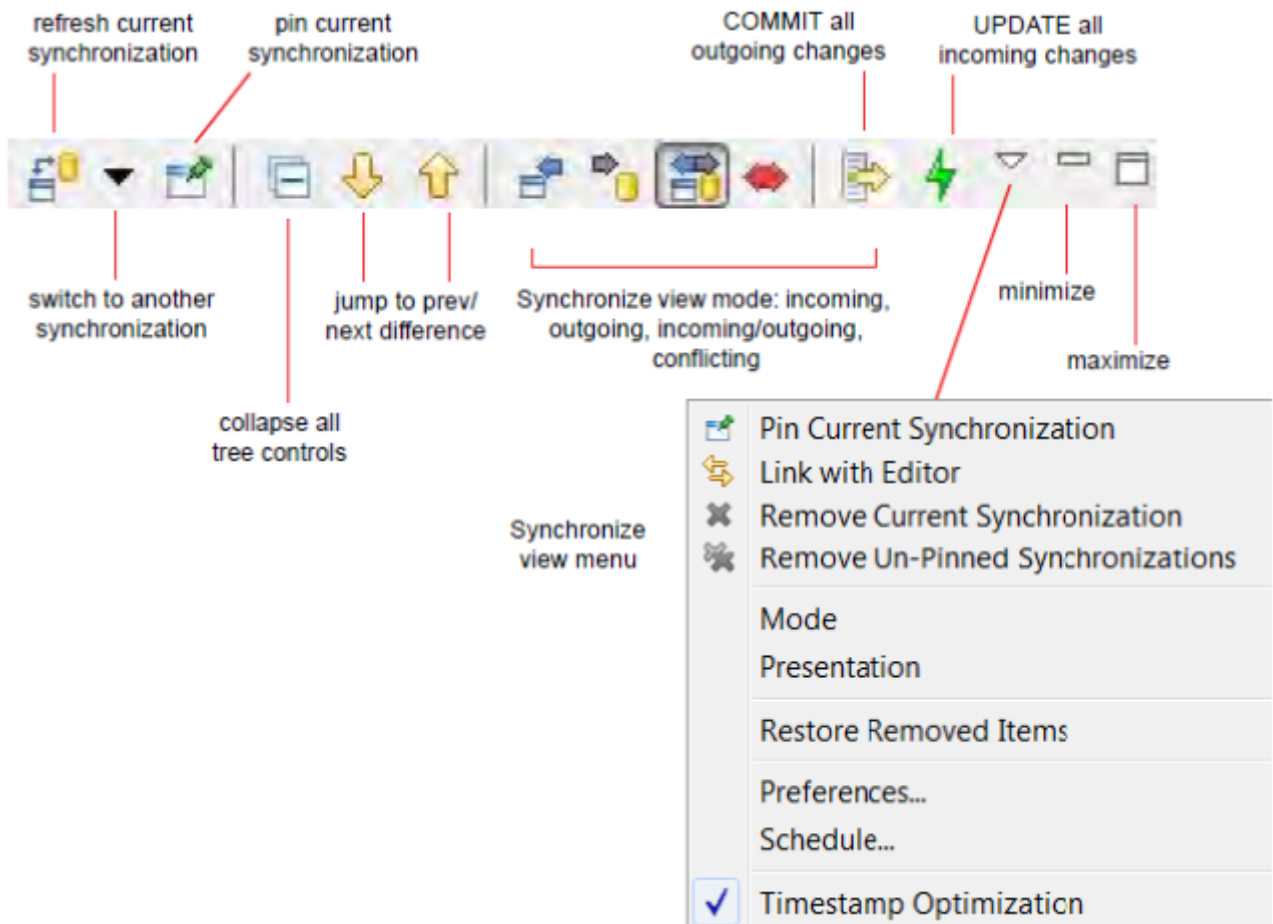 refresh current
synchronization
pin current
synchronization
COMMIT all
outgoing changes
UPDATE all
incoming changes
switch to another
synchronization
jump to prev/
next difference
Synchronize view mode: incoming,
outgoing, incoming/outgoing,
conflicting
minimize
maximize
collapse all
tree controls
Synchronize
view menu
Pin Current Synchronization
Link with Editor
Remove Current Synchronization
Remove Un-Pinned Synchronizations
Mode
Presentation
Restore Removed Items
Preferences...
Schedule...
Timestamp Optimization